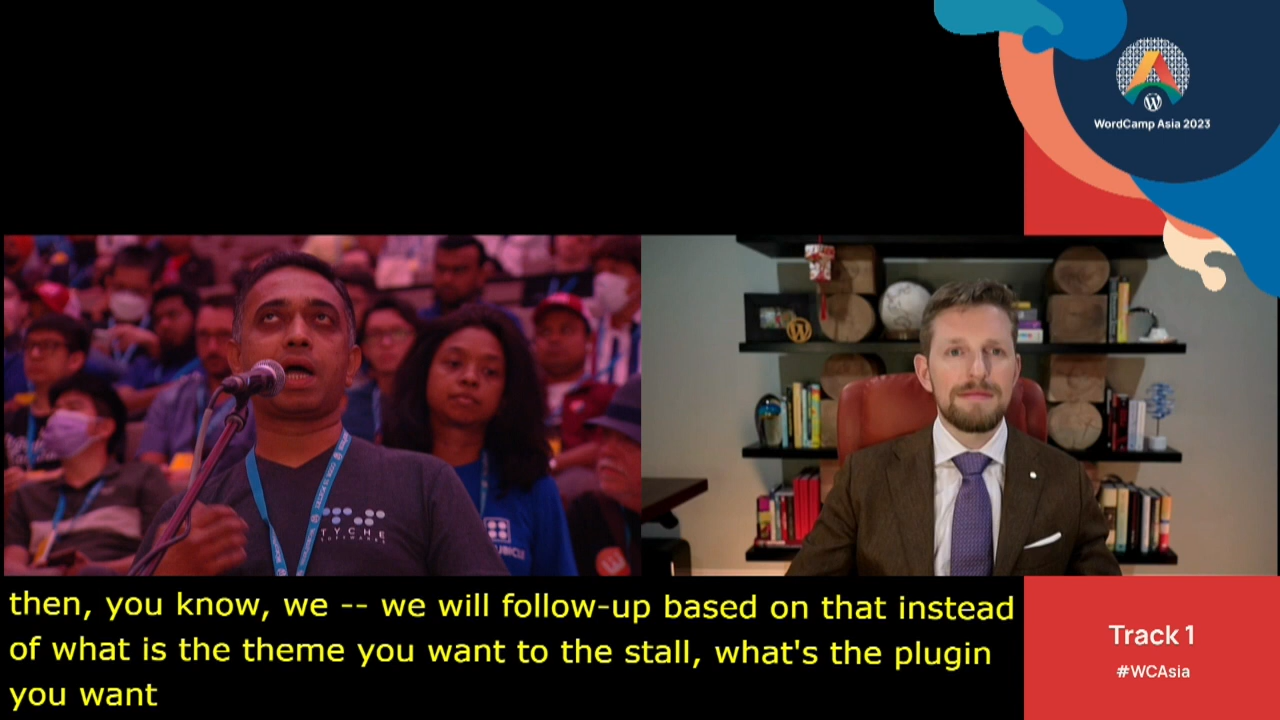 WordCamp Asia 2023
TYCHE
SOFTWARES
then, you know, we -- we will follow-up based on that instead
of what is the theme you want to the stall, what's the plugin
you want
Track 1
#WCAsia